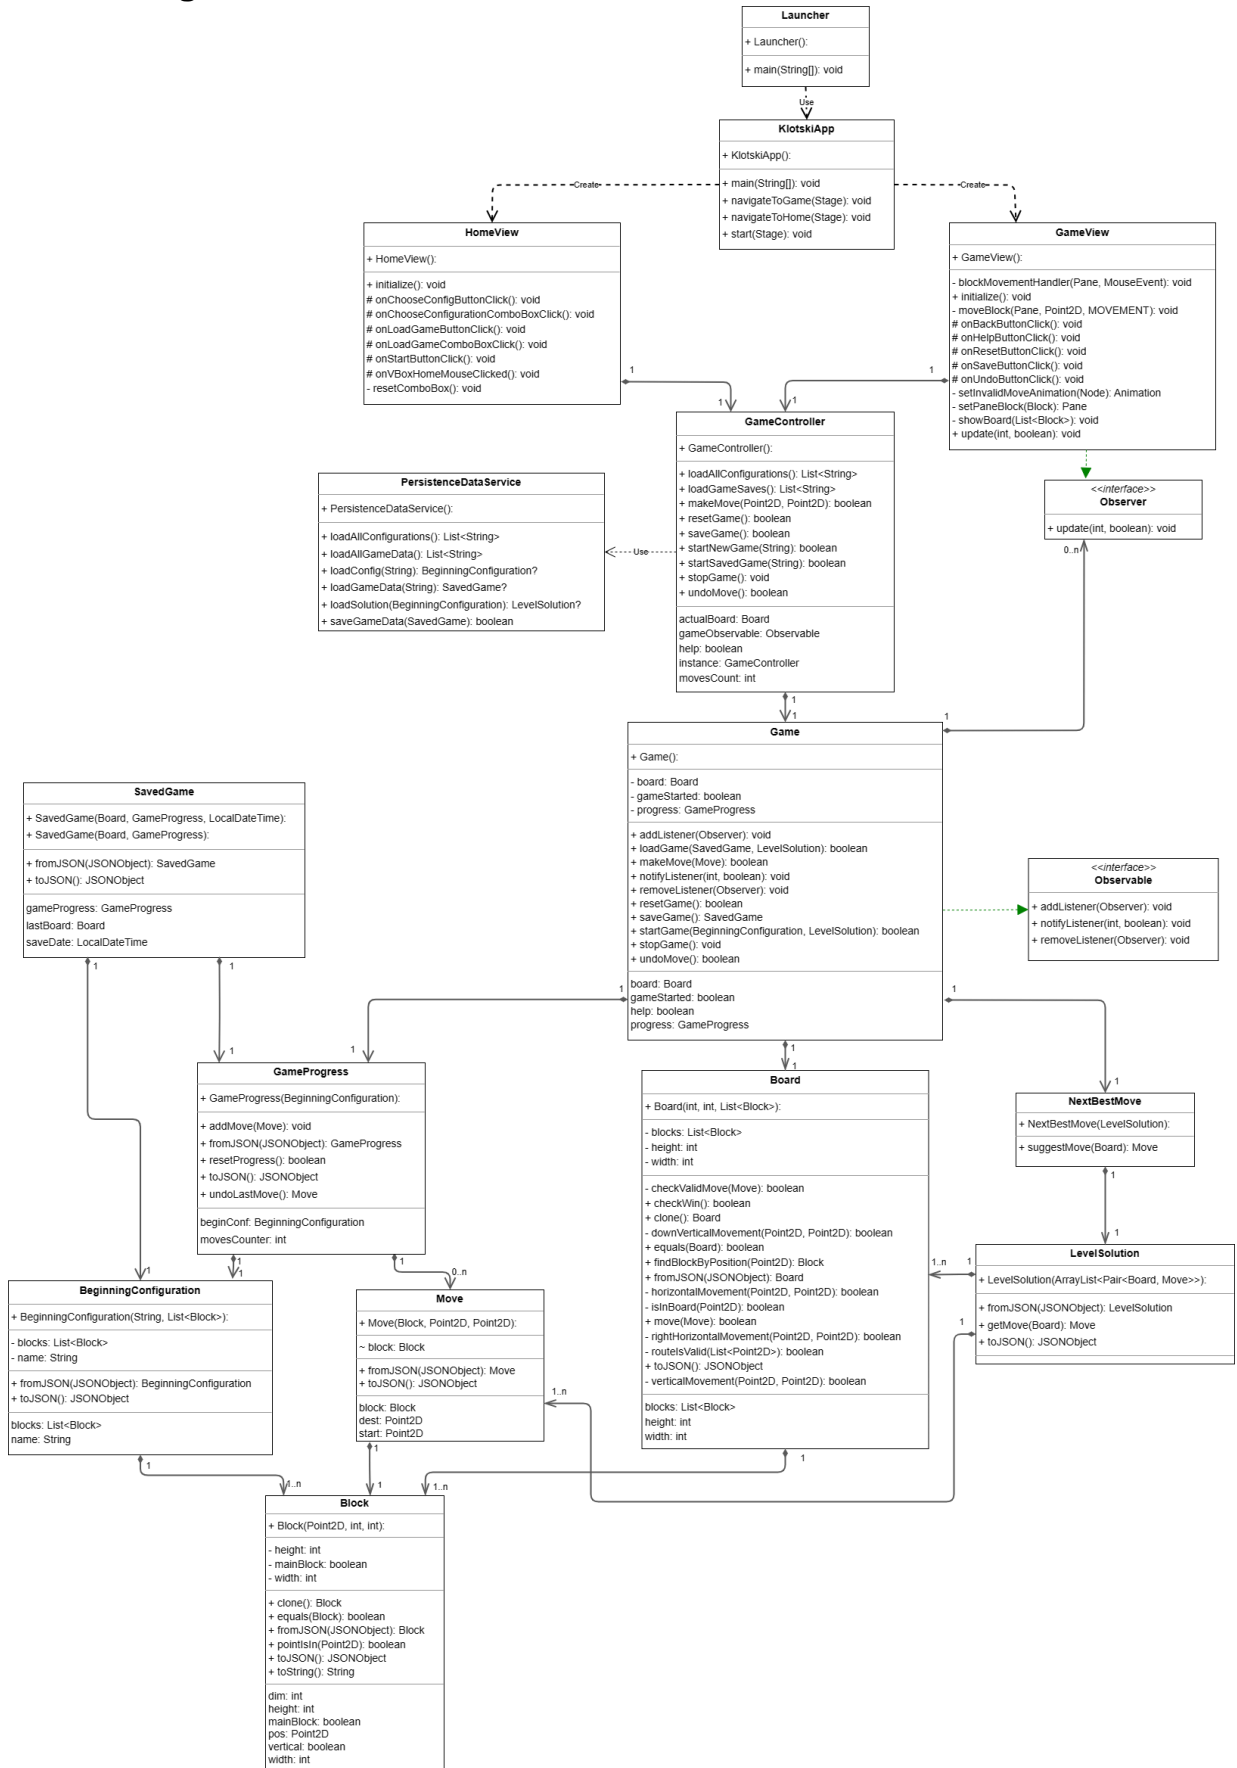 Launcher
+ Launcher():
+ main(String[]): void
Use
KlotskiApp
+ KlotskiApp():
+ main(String[]): void
+ navigateToGame(Stage): void
+ navigateToHome(Stage): void
+ start(Stage): void
Create
Create
HomeView
+ HomeView():
+ initialize(): void
# onChooseConfigButtonClick(): void
# onChooseConfigurationComboBoxClick(): void
# onLoadGameButtonClick(): void
# onLoadGameComboBoxClick(): void
# onStartButtonClick(): void
# onVBoxHomeMouseClicked(): void
- resetComboBox(): void
GameView
+ GameView():
- blockMovementHandler(Pane, MouseEvent): void
+ initialize(): void
- moveBlock(Pane, Point2D, MOVEMENT): void
# onBackButtonClick(): void
# onHelpButtonClick(): void
# onResetButtonClick(): void
# onSaveButtonClick(): void
# onUndoButtonClick(): void
- setInvalidMoveAnimation(Node): Animation
- setPaneBlock(Block): Pane
- showBoard(List<Block>): void
+ update(int, boolean): void
1
1
1
1
GameController
+ GameController():
+ loadAllConfigurations(): List<String>
+ loadGameSaves(): List<String>
+ makeMove(Point2D, Point2D): boolean
+ resetGame(): boolean
+ saveGame(): boolean
+ startNewGame(String): boolean
+ startSavedGame(String): boolean
+ stopGame(): void
+ undoMove(): boolean
actualBoard: Board
gameObservable: Observable
help: boolean
instance: GameController
movesCount: int
PersistenceDataService
+ PersistenceDataService():
+ loadAllConfigurations(): List<String>
+ loadAllGameData(): List<String>
+ loadConfig(String): BeginningConfiguration?
+ loadGameData(String): SavedGame?
+ loadSolution(BeginningConfiguration): LevelSolution?
+ saveGameData(SavedGame): boolean
Use
<<interface>>
Observer
+ update(int, boolean): void
0..n
1
1
1
Game
+ Game():
- board: Board
- gameStarted: boolean
- progress: GameProgress
+ addListener(Observer): void
+ loadGame(SavedGame, LevelSolution): boolean
+ makeMove(Move): boolean
+ notifyListener(int, boolean): void
+ removeListener(Observer): void
+ resetGame(): boolean
+ saveGame(): SavedGame
+ startGame(BeginningConfiguration, LevelSolution): boolean
+ stopGame(): void
+ undoMove(): boolean
board: Board
gameStarted: boolean
help: boolean
progress: GameProgress
<<interface>>
Observable
+ addListener(Observer): void
+ notifyListener(int, boolean): void
+ removeListener(Observer): void
SavedGame
+ SavedGame(Board, GameProgress, LocalDateTime):
+ SavedGame(Board, GameProgress):
+ fromJSON(JSONObject): SavedGame
+ toJSON(): JSONObject
gameProgress: GameProgress
lastBoard: Board
saveDate: LocalDateTime
1
1
1
1
1
1
1
1
1
GameProgress
+ GameProgress(BeginningConfiguration):
+ addMove(Move): void
+ fromJSON(JSONObject): GameProgress
+ resetProgress(): boolean
+ toJSON(): JSONObject
+ undoLastMove(): Move
beginConf: BeginningConfiguration
movesCounter: int
Board
+ Board(int, int, List<Block>):
- blocks: List<Block>
- height: int
- width: int
- checkValidMove(Move): boolean
+ checkWin(): boolean
+ clone(): Board
- downVerticalMovement(Point2D, Point2D): boolean
+ equals(Board): boolean
+ findBlockByPosition(Point2D): Block
+ fromJSON(JSONObject): Board
- horizontalMovement(Point2D, Point2D): boolean
- isInBoard(Point2D): boolean
+ move(Move): boolean
- rightHorizontalMovement(Point2D, Point2D): boolean
- routeIsValid(List<Point2D>): boolean
+ toJSON(): JSONObject
- verticalMovement(Point2D, Point2D): boolean
blocks: List<Block>
height: int
width: int
NextBestMove
+ NextBestMove(LevelSolution):
+ suggestMove(Board): Move
1
1
LevelSolution
+ LevelSolution(ArrayList<Pair<Board, Move>>):
+ fromJSON(JSONObject): LevelSolution
+ getMove(Board): Move
+ toJSON(): JSONObject
1..n
1
1
1
1
1
1
0..n
BeginningConfiguration
+ BeginningConfiguration(String, List<Block>):
- blocks: List<Block>
- name: String
+ fromJSON(JSONObject): BeginningConfiguration
+ toJSON(): JSONObject
blocks: List<Block>
name: String
Move
+ Move(Block, Point2D, Point2D):
~ block: Block
+ fromJSON(JSONObject): Move
+ toJSON(): JSONObject
block: Block
dest: Point2D
start: Point2D
1..n
1
1
1
1..n
1
1..n
Block
+ Block(Point2D, int, int):
- height: int
- mainBlock: boolean
- width: int
+ clone(): Block
+ equals(Block): boolean
+ fromJSON(JSONObject): Block
+ pointIsIn(Point2D): boolean
+ toJSON(): JSONObject
+ toString(): String
dim: int
height: int
mainBlock: boolean
pos: Point2D
vertical: boolean
width: int